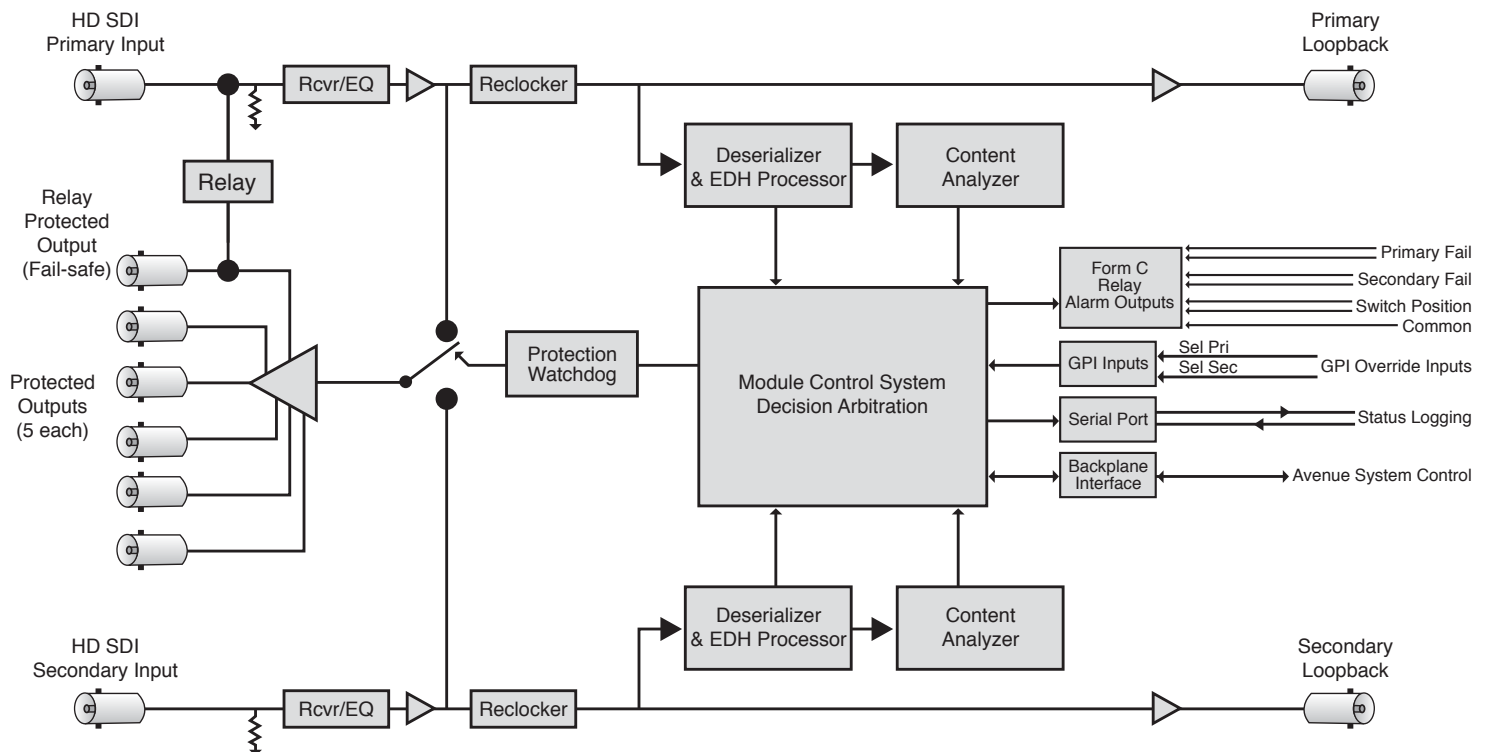 HD SDI
Primary Input
Primary
Loopback
Rcvr/EQ
Reclocker
Deserializer
& EDH Processor
Content
Analyzer
Relay
Relay
Protected
Output
(Fail-safe)
Form C
Relay
Alarm Outputs
Primary Fail
Secondary Fail
Switch Position
Common
Protection
Watchdog
Module Control System
Decision Arbitration
GPI Inputs
Sel Pri
Sel Sec
GPI Override Inputs
Protected
Outputs
(5 each)
Serial Port
Status Logging
Backplane
Interface
Avenue System Control
Deserializer
& EDH Processor
Content
Analyzer
HD SDI
Secondary Input
Secondary
Loopback
Rcvr/EQ
Reclocker